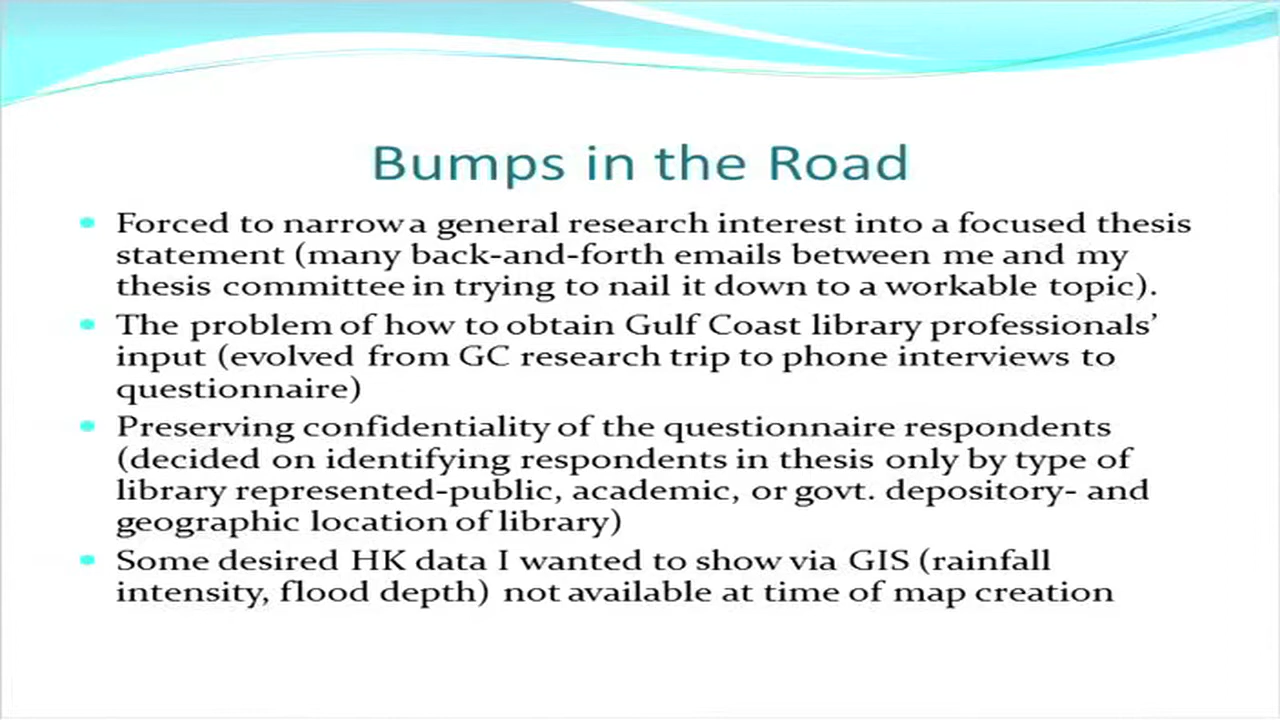 Bumps in the Road
Forced to narrow a general research interest into a focused thesis
statement (many back-and-forth emails between me and my
thesis committee in trying to nail it down to a workable topic).
The problem of how to obtain Gulf Coast library professionals’
input (evolved from GC research trip to phone interviews to
questionnaire)
Preserving confidentiality of the questionnaire respondents
(decided on identifying respondents in thesis only by type of
library represented-public, academic, or govt. depository- and
geographic location of library)
Some desired HK data I wanted to show via GIS (rainfall
intensity, flood depth) not available at time of map creation